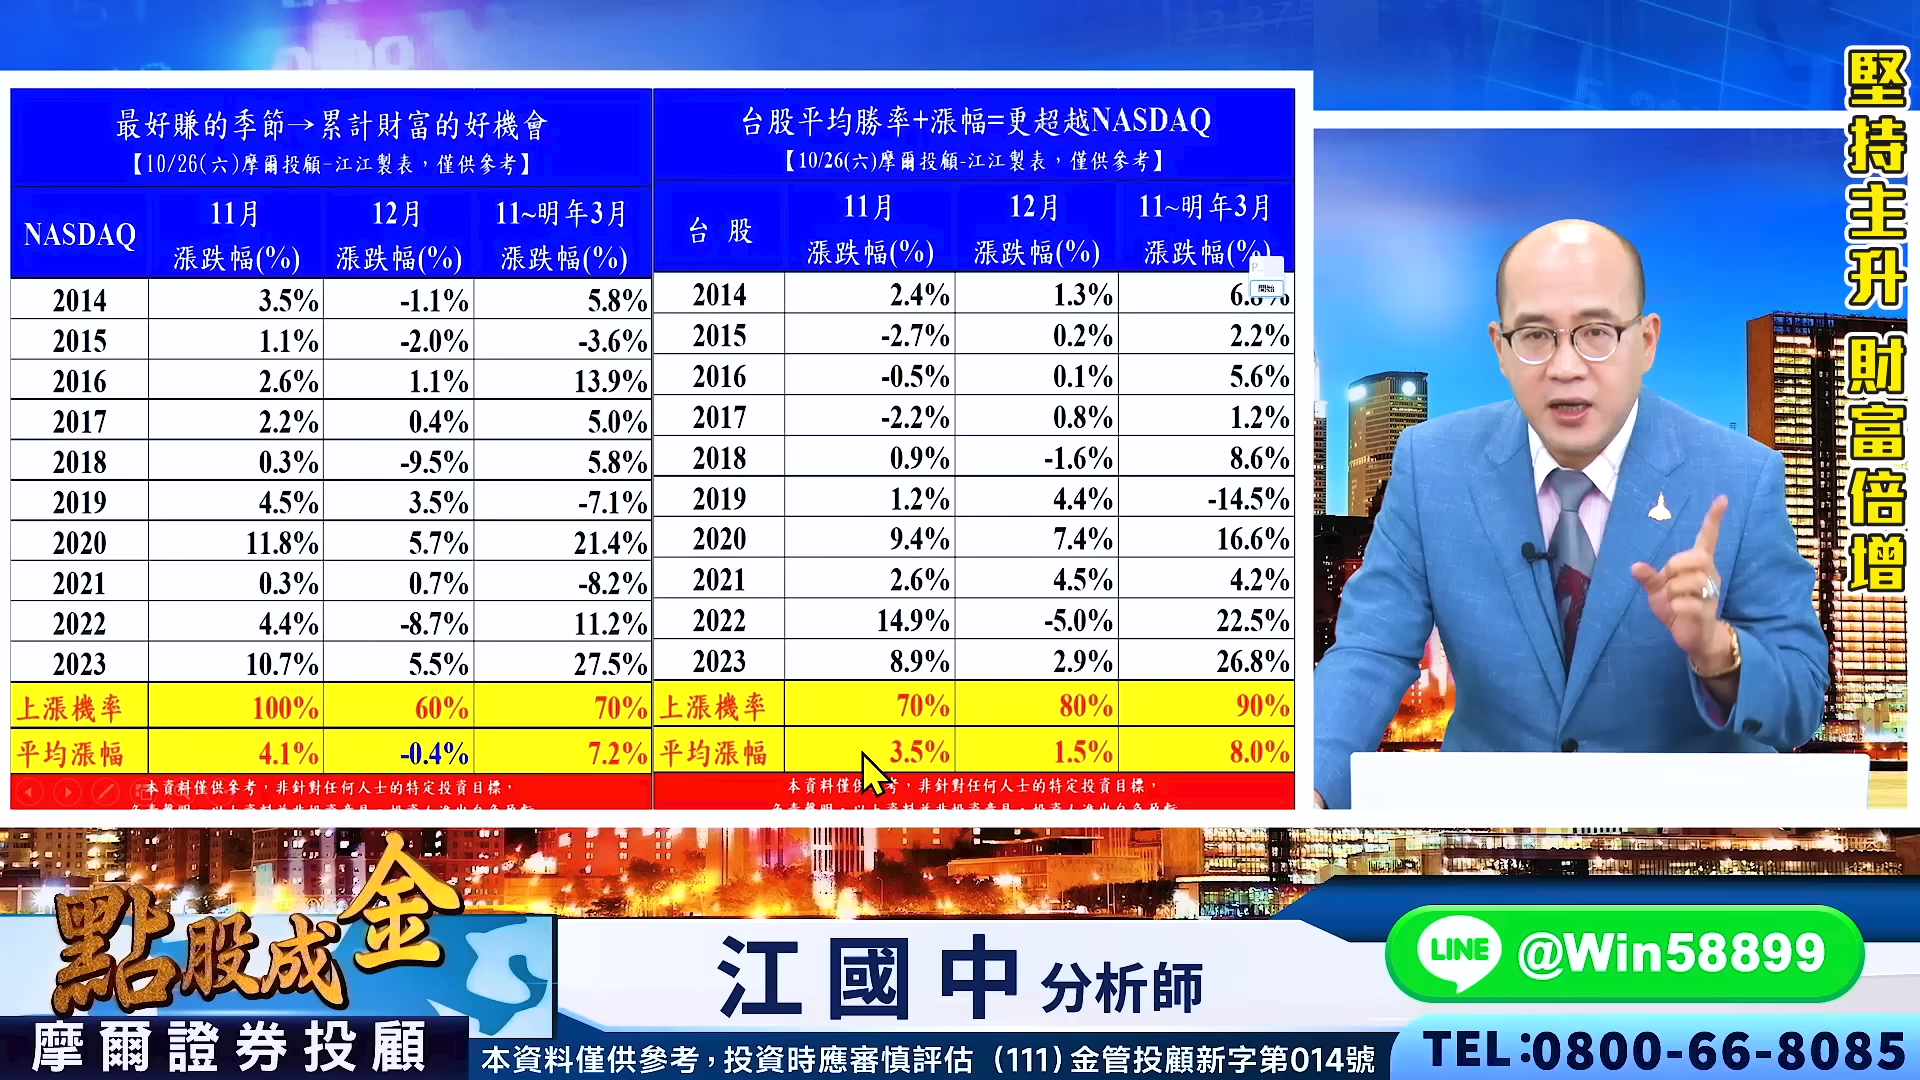 堅持主升 財富倍增
最好賺的季節→累計財富的好機會
【10/26(六)摩爾投顧-江江製表，僅供參考】
NASDAQ 11月 漲跌幅(%) 12月 漲跌幅(%) 11~明年3月 漲跌幅(%)
2014 3.5% -1.1% 5.8%
2015 1.1% -2.0% -3.6%
2016 2.6% 1.1% 13.9%
2017 2.2% 0.4% 5.0%
2018 0.3% -9.5% 5.8%
2019 4.5% 3.5% -7.1%
2020 11.8% 5.7% 21.4%
2021 0.3% 0.7% -8.2%
2022 4.4% -8.7% 11.2%
2023 10.7% 5.5% 27.5%
上漲機率 100% 60% 70%
平均漲幅 4.1% -0.4% 7.2%
本資料僅供參考，非針對任何人士的特定投資目標，
台股平均勝率+漲幅=更超越NASDAQ
【10/26(六)摩爾投顧-江江製表，僅供參考】
台股 11月 漲跌幅(%) 12月 漲跌幅(%) 11~明年3月 漲跌幅(%)
2014 2.4% 1.3%
2015 -2.7% 0.2% 2.2%
2016 -0.5% 0.1% 5.6%
2017 -2.2% 0.8% 1.2%
2018 0.9% -1.6% 8.6%
2019 1.2% 4.4% -14.5%
2020 9.4% 7.4% 16.6%
2021 2.6% 4.5% 4.2%
2022 14.9% -5.0% 22.5%
2023 8.9% 2.9% 26.8%
上漲機率 70% 80% 90%
平均漲幅 3.5% 1.5% 8.0%
本資料僅供考，非針對任何人士的特定投資目標，
開始
點股成金
摩爾證券投顧
江國中 分析師
本資料僅供參考，投資時應審慎評估 (111)金管投顧新字第014號
LINE @Win58899
TEL:0800-66-8085